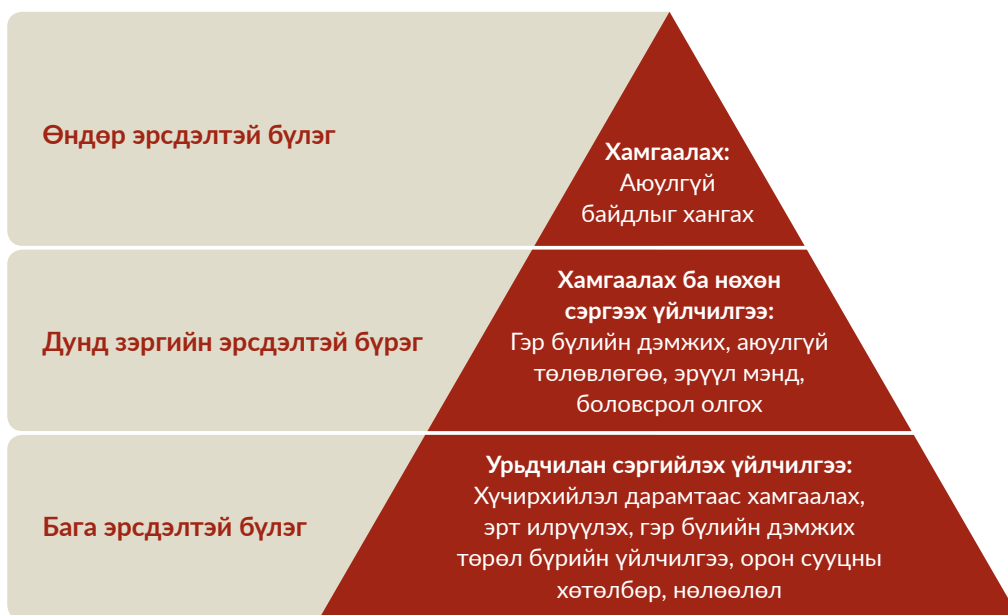 Өндөр эрсдэлтэй бүлэг
Хамгаалах:
Аюулгүй
байдлыг хангах
Дунд зэргийн эрсдэлтэй бүрэг
Хамгаалах ба нөхөн
сэргээх үйлчилгээ:
Гэр бүлийн дэмжих, аюулгүй
төлөвлөгөө, эрүүл мэнд,
боловсрол олгох
Бага эрсдэлтэй бүлэг
Урьдчилан сэргийлэх үйлчилгээ:
Хүчирхийлэл дарамтаас хамгаалах,
эрт илрүүлэх, гэр бүлийн дэмжих
төрөл бүрийн үйлчилгээ, орон сууцны
хөтөлбөр, нөлөөлөл